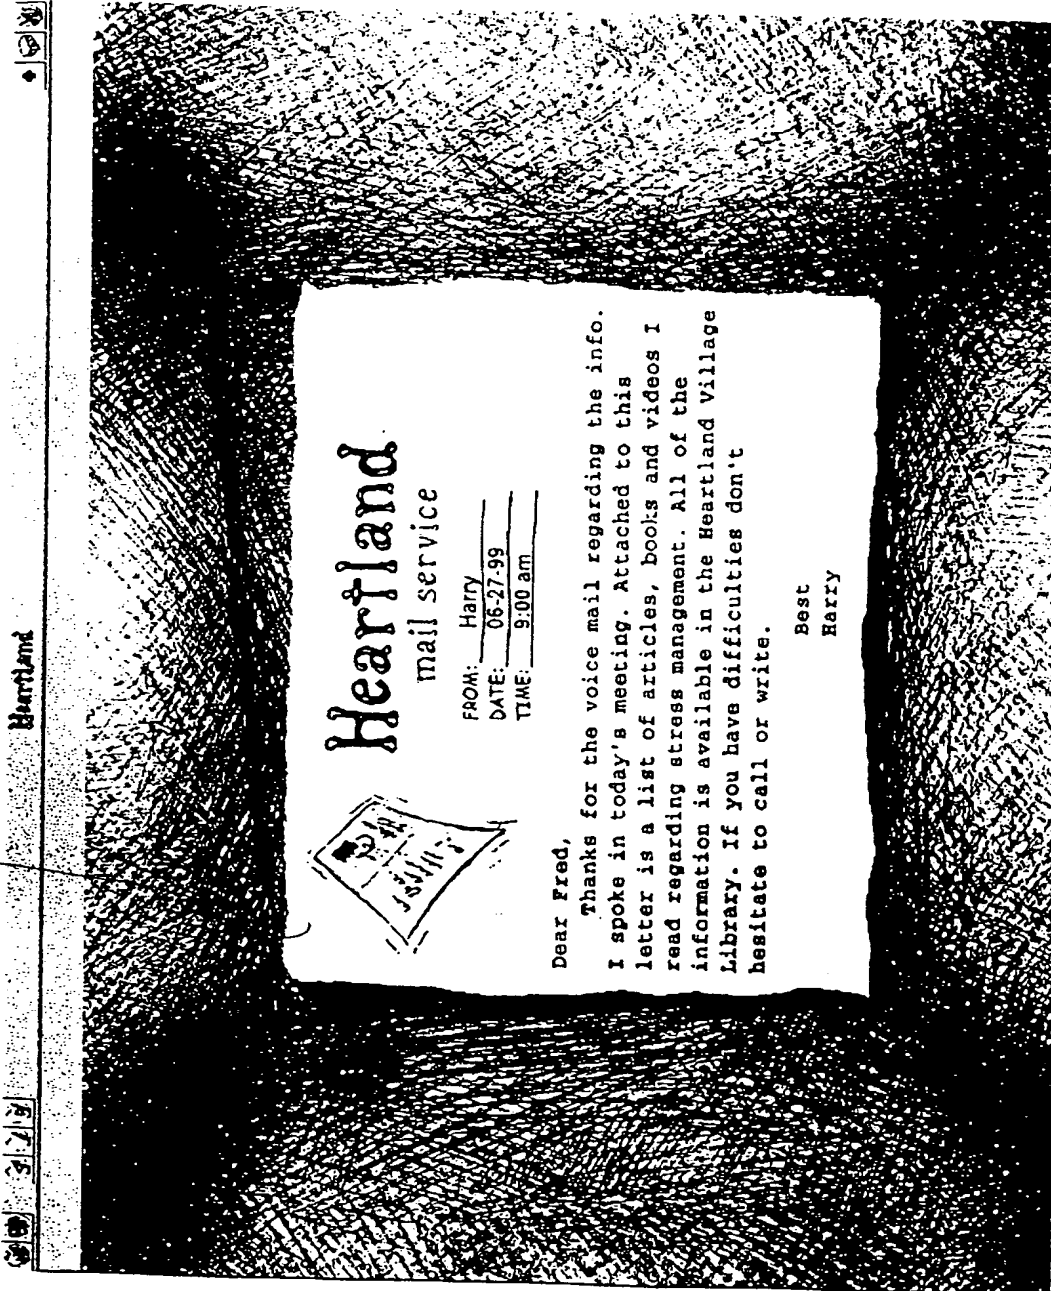 Heartland
Heartland
mail service
FROM: Harry
DATE: 06-27-99
TIME: 9:00 am
Dear Fred,
Thanks for the voice mail regarding the info.
I spoke in today's meeting. Attached to this
letter is a list of articles, books and videos I
read regarding stress management. All of the
information is available in the Heartland Village
Library. If you have difficulties don't
hesitate to call or write.
Best
Harry